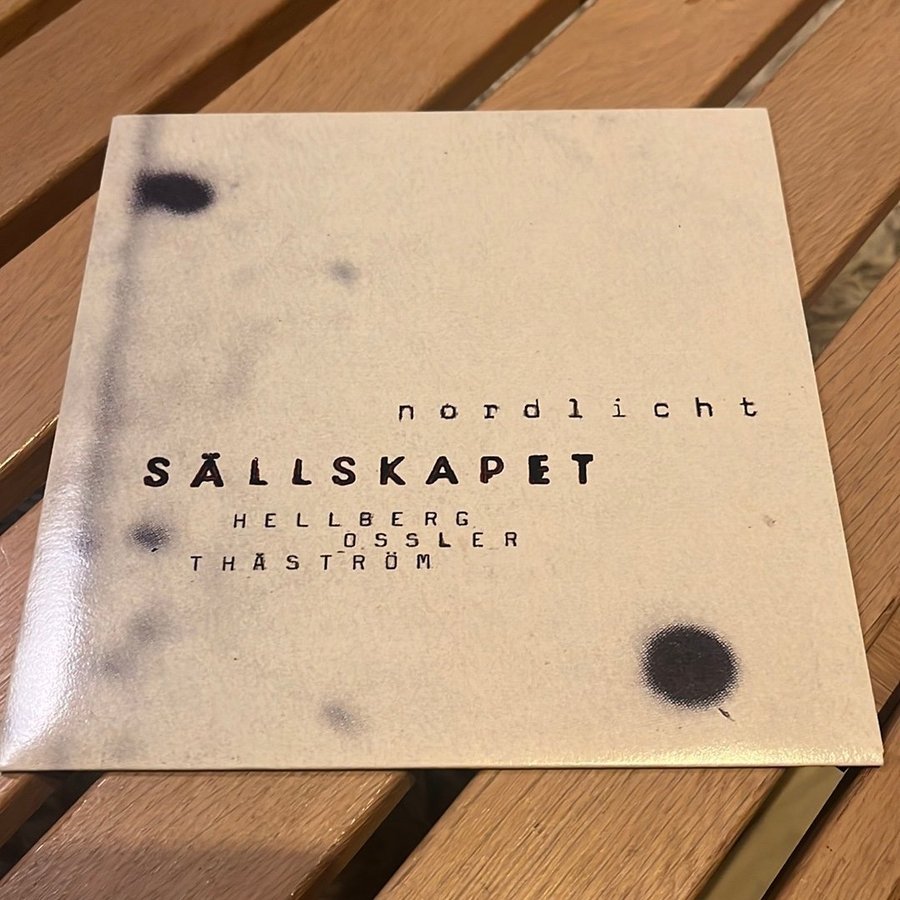 nordlicht
SÄLLSKAPET
HELLBERG
OSSLER
THÅSTRÖM